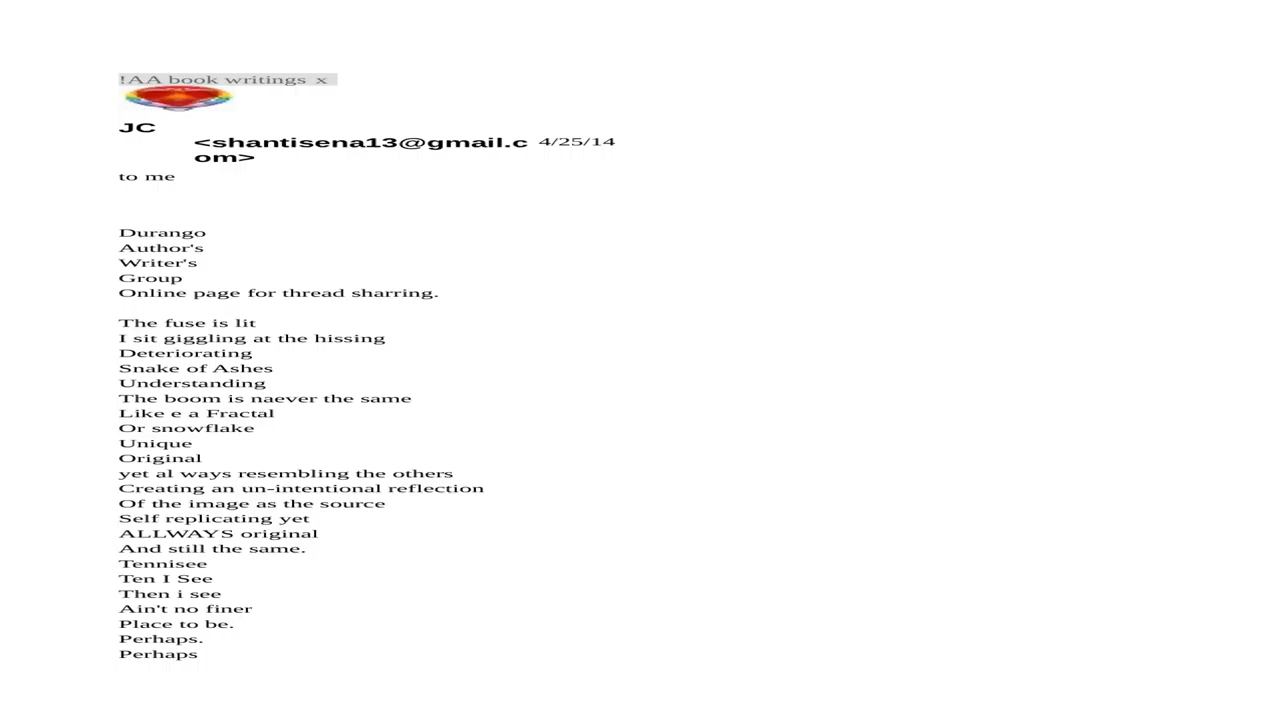 !AA book writings x
JC
<shantisena13@gmail.c 4/25/14
om>
to me
Durango
Author's
Writer's
Group
Online page for thread sharring.
The fuse is lit
I sit giggling at the hissing
Deteriorating
Snake of Ashes
Understanding
The boom is naever the same
Like e a Fractal
Or snowflake
Unique
Original
yet al ways resembling the others
Creating an un-intentional reflection
Of the image as the source
Self replicating yet
ALLWAYS original
And still the same.
Tennisee
Ten I See
Then i see
Ain't no finer
Place to be.
Perhaps.
Perhaps